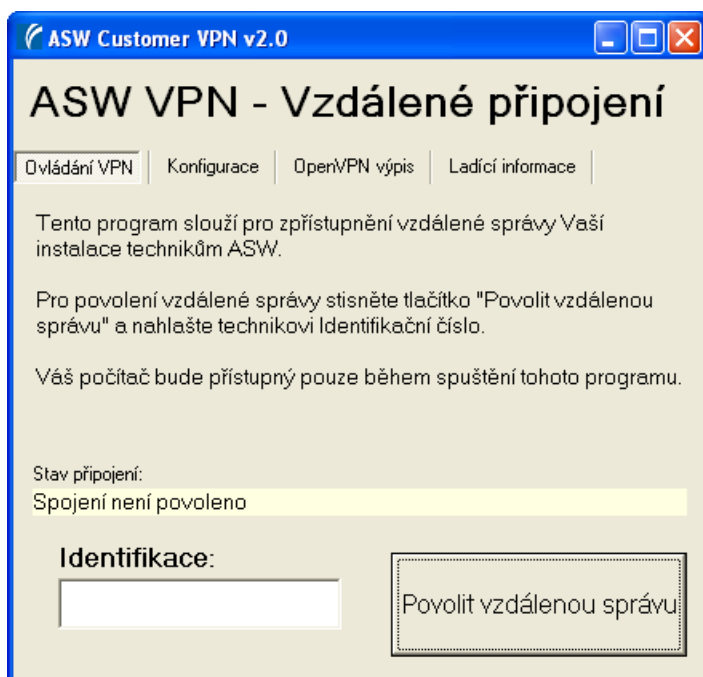 ASW Customer VPN v2.0
ASW VPN - Vzdálené připojení
Ovládání VPN Konfigurace OpenVPN výpis Ladící informace
Tento program slouží pro zpřístupnění vzdálené správy Vaší
instalace technikům ASW.
Pro povolení vzdálené správy stisněte tlačítko "Povolit vzdálenou
správu" a nahlašte technikovi Identifikační číslo.
Váš počítač bude přístupný pouze během spuštění tohoto programu.
Stav připojení:
Spojení není povoleno
Identifikace:
Povolit vzdálenou správu